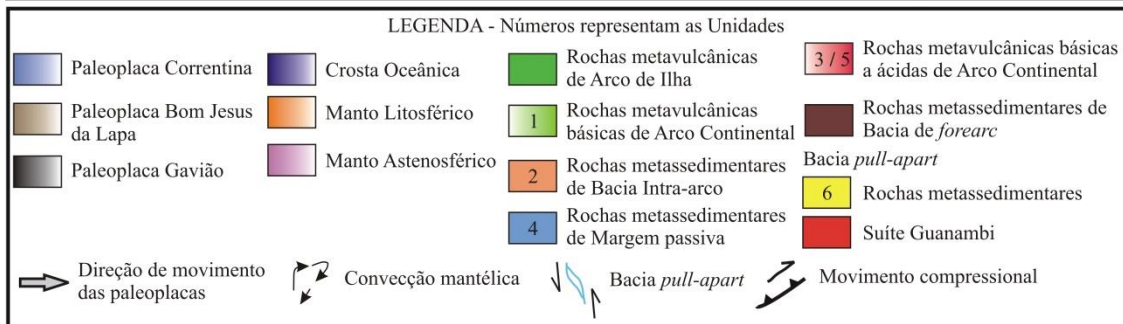 LEGENDA - Números representam as Unidades
Paleoplaca Correntina
Paleoplaca Bom Jesus
da Lapa
Paleoplaca Gavião
Crosta Oceânica
Manto Litosférico
Manto Astenosférico
Rochas metavulcânicas
de Arco de Ilha
1
Rochas metavulcânicas
básicas de Arco Continental
2
Rochas metassedimentares
de Bacia Intra-arco
4
Rochas metassedimentares
de Margem passiva
3 / 5
Rochas metavulcânicas básicas
a ácidas de Arco Continental
Rochas metassedimentares de
Bacia de forearc
Bacia pull-apart
6
Rochas metassedimentares
Suíte Guanambi
Direção de movimento
das paleoplacas
Convecção mantélica
Bacia pull-apart
Movimento compressional